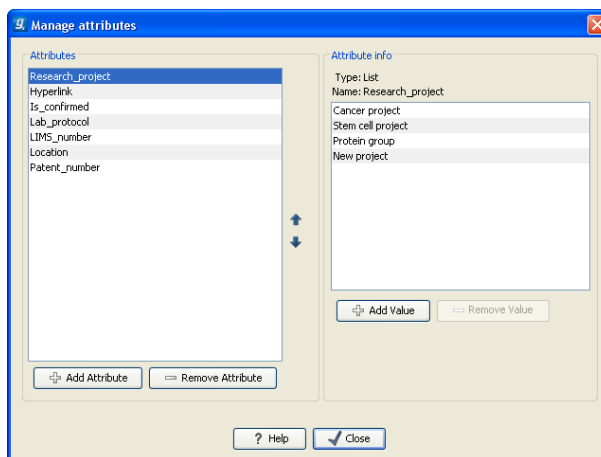 Manage attributes
Attributes
Research_project
Hyperlink
Is_confirmed
Lab_protocol
LIMS_number
Location
Patent_number
Add Attribute
Remove Attribute
Attribute info
Type: List
Name: Research_project
Cancer project
Stem cell project
Protein group
New project
Add Value
Remove Value
? Help
Close